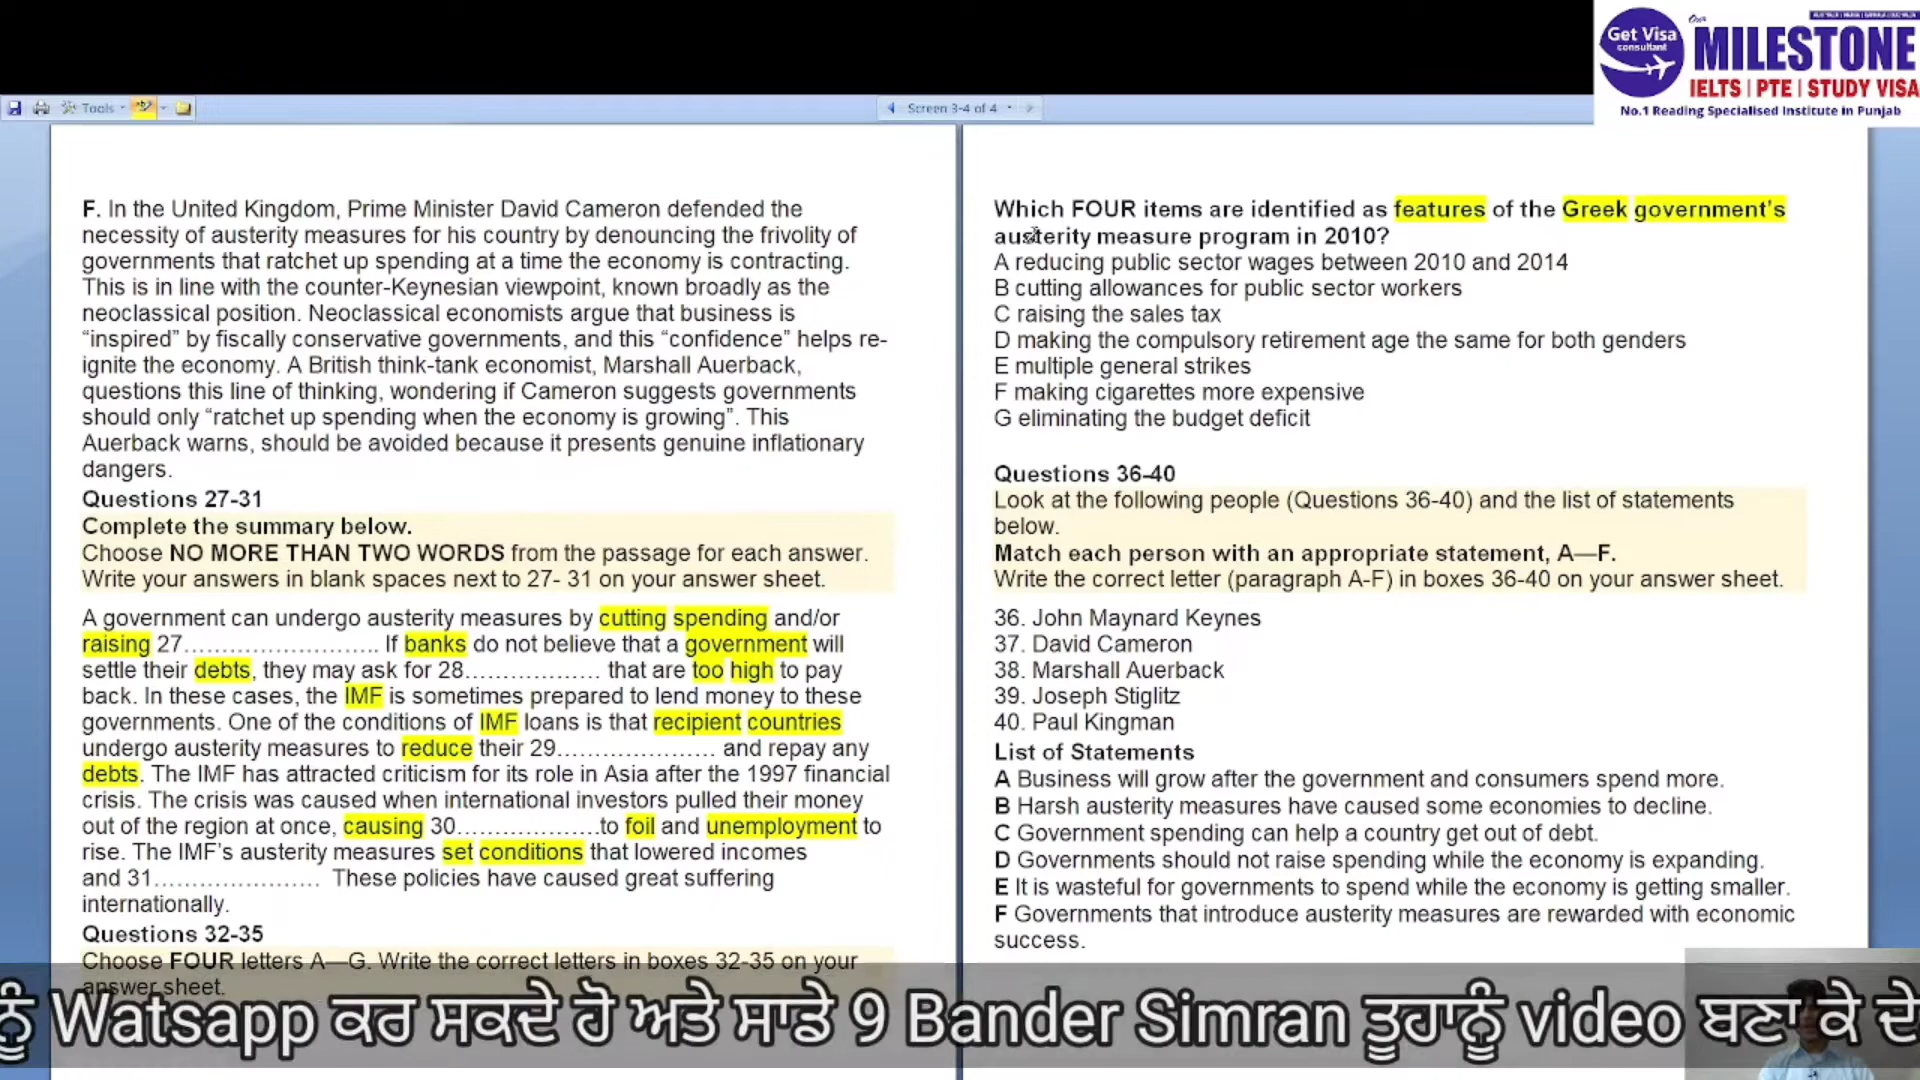 Our
Get Visa
consultant
MILESTONE
IELTS | PTE | STUDY VISA
No.1 Reading Specialised Institute in Punjab
Tools
Screen 3-4 of 4
F. In the United Kingdom, Prime Minister David Cameron defended the
necessity of austerity measures for his country by denouncing the frivolity of
governments that ratchet up spending at a time the economy is contracting.
This is in line with the counter-Keynesian viewpoint, known broadly as the
neoclassical position. Neoclassical economists argue that business is
“inspired” by fiscally conservative governments, and this “confidence” helps re-
ignite the economy. A British think-tank economist, Marshall Auerback,
questions this line of thinking, wondering if Cameron suggests governments
should only “ratchet up spending when the economy is growing”. This
Auerback warns, should be avoided because it presents genuine inflationary
dangers.
Questions 27-31
Complete the summary below.
Choose NO MORE THAN TWO WORDS from the passage for each answer.
Write your answers in blank spaces next to 27- 31 on your answer sheet.
A government can undergo austerity measures by cutting spending and/or
raising 27………………………. If banks do not believe that a government will
settle their debts, they may ask for 28……………… that are too high to pay
back. In these cases, the IMF is sometimes prepared to lend money to these
governments. One of the conditions of IMF loans is that recipient countries
undergo austerity measures to reduce their 29………………… and repay any
debts. The IMF has attracted criticism for its role in Asia after the 1997 financial
crisis. The crisis was caused when international investors pulled their money
out of the region at once, causing 30………………..to foil and unemployment to
rise. The IMF’s austerity measures set conditions that lowered incomes
and 31…………………. These policies have caused great suffering
internationally.
Questions 32-35
Choose FOUR letters A—G. Write the correct letters in boxes 32-35 on your
answer sheet.
Which FOUR items are identified as features of the Greek government's
austerity measure program in 2010?
A reducing public sector wages between 2010 and 2014
B cutting allowances for public sector workers
C raising the sales tax
D making the compulsory retirement age the same for both genders
E multiple general strikes
F making cigarettes more expensive
G eliminating the budget deficit
Questions 36-40
Look at the following people (Questions 36-40) and the list of statements
below.
Match each person with an appropriate statement, A—F.
Write the correct letter (paragraph A-F) in boxes 36-40 on your answer sheet.
36. John Maynard Keynes
37. David Cameron
38. Marshall Auerback
39. Joseph Stiglitz
40. Paul Kingman
List of Statements
A Business will grow after the government and consumers spend more.
B Harsh austerity measures have caused some economies to decline.
C Government spending can help a country get out of debt.
D Governments should not raise spending while the economy is expanding.
E It is wasteful for governments to spend while the economy is getting smaller.
F Governments that introduce austerity measures are rewarded with economic
success.
ਨੂੰ Watsapp ਕਰ ਸਕਦੇ ਹੋ ਅਤੇ ਸਾਡੇ 9 Bander Simran ਤੁਹਾਨੂੰ video ਬਣਾ ਕੇ ਦੇ